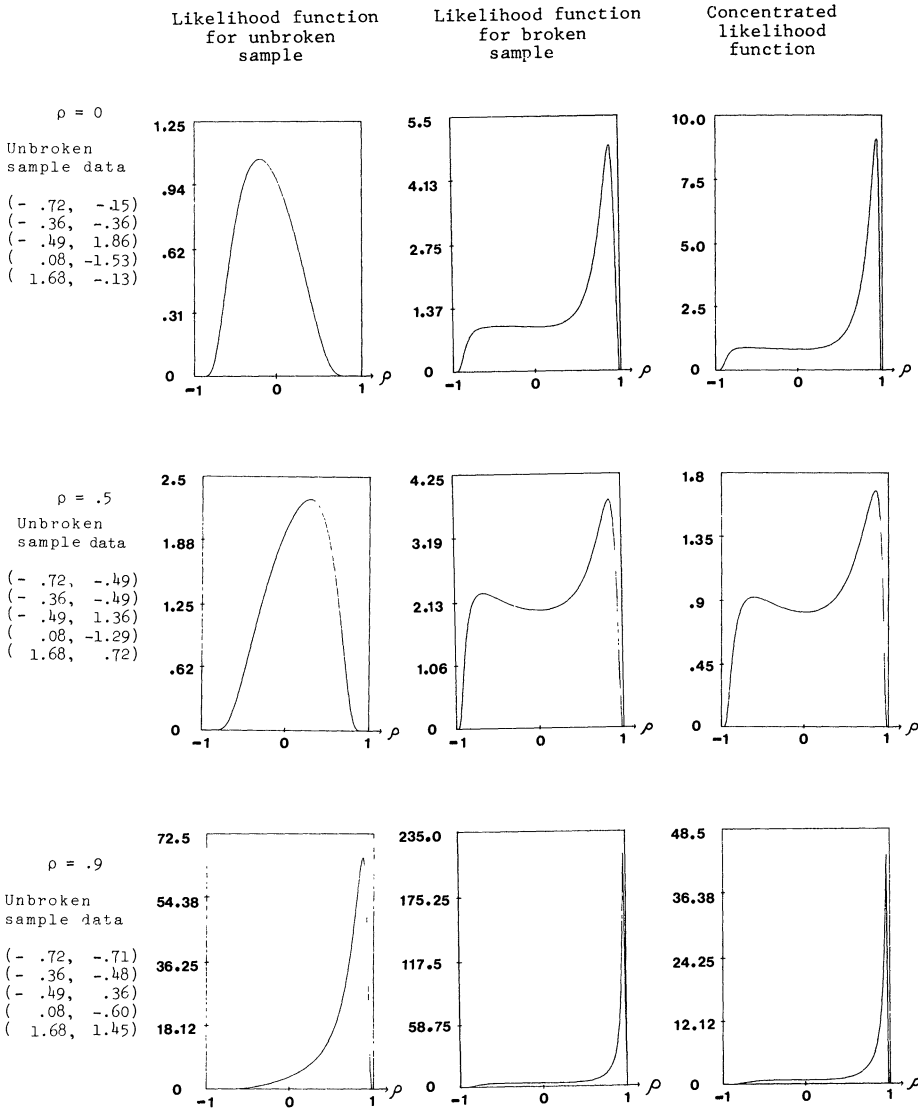 Likelihood function
for unbroken
sample
Likelihood function
for broken
sample
Concentrated
likelihood
function
ρ = 0
Unbroken
sample data
(- .72, -.15)
(- .36, -.36)
(- .49, 1.86)
( .08, -1.53)
( 1.68, -.13)
1.25
.94
.62
.31
0
-1 0 1 ρ
5.5
4.13
2.75
1.37
0
-1 0 1 ρ
10.0
7.5
5.0
2.5
0
-1 0 1 ρ
ρ = .5
Unbroken
sample data
(- .72, -.49)
(- .36, -.49)
(- .49, 1.36)
( .08, -1.29)
( 1.68, .72)
2.5
1.88
1.25
.62
0
-1 0 1 ρ
4.25
3.19
2.13
1.06
0
-1 0 1 ρ
1.8
1.35
.9
.45
0
-1 0 1 ρ
ρ = .9
Unbroken
sample data
(- .72, -.71)
(- .36, -.48)
(- .49, .36)
( .08, -.60)
( 1.68, 1.45)
72.5
54.38
36.25
18.12
0
-1 0 1 ρ
235.0
175.25
117.5
58.75
0
-1 0 1 ρ
48.5
36.38
24.25
12.12
0
-1 0 1 ρ